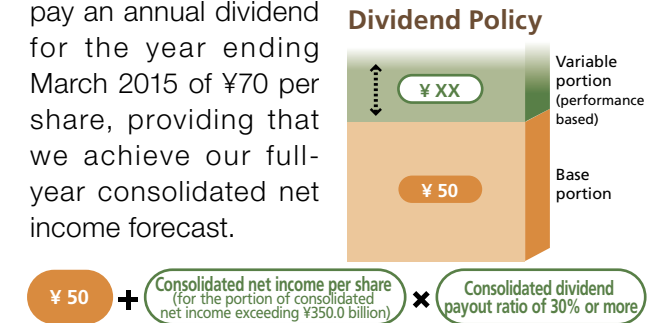 pay an annual dividend
for the year ending
March 2015 of ¥70 per
share, providing that
we achieve our full-
year consolidated net
income forecast.
Dividend Policy
¥ XX
Variable
portion
(performance
based)
¥ 50
Base
portion
¥ 50 + Consolidated net income per share
(for the portion of consolidated
net income exceeding ¥350.0 billion)
×
Consolidated dividend
payout ratio of 30% or more